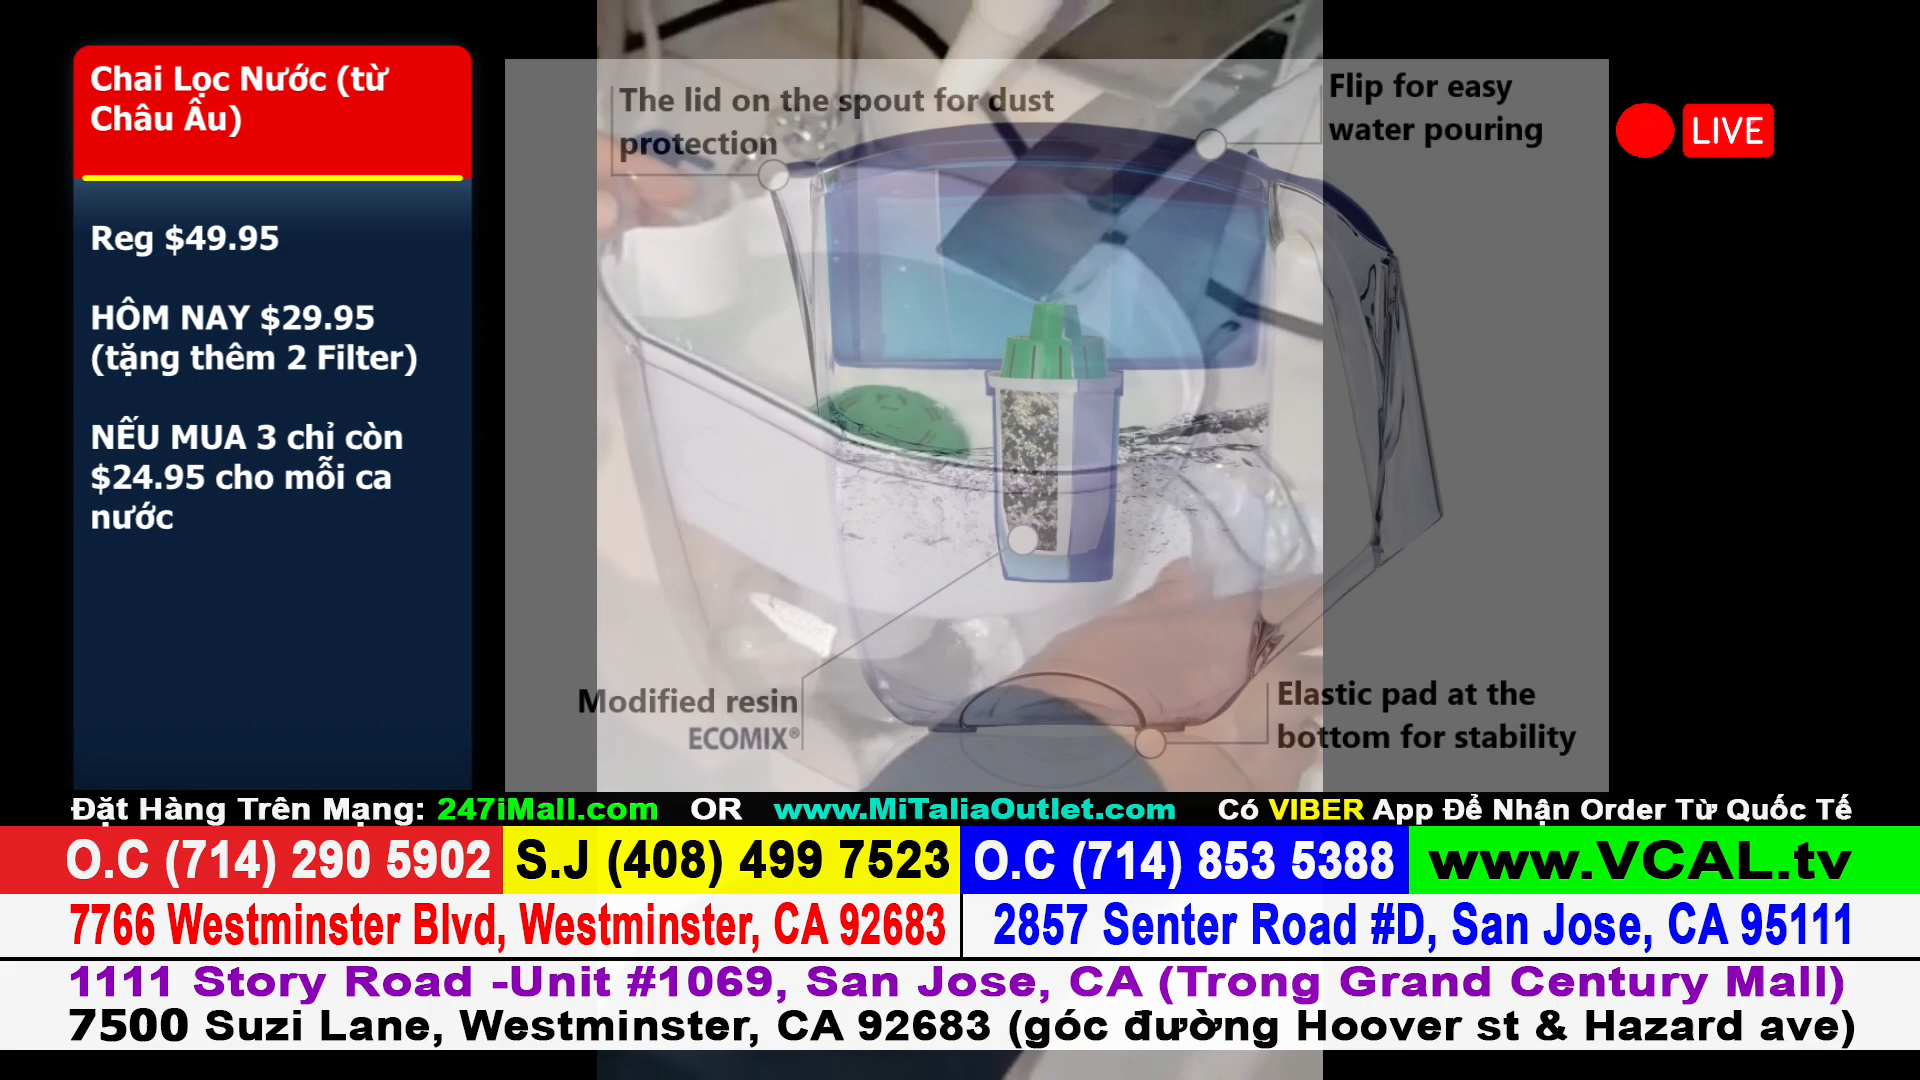 Chai Lọc Nước (từ
Châu Âu)
Reg $49.95
HÔM NAY $29.95
(tặng thêm 2 Filter)
NẾU MUA 3 chỉ còn
$24.95 cho mỗi ca
nước
The lid on the spout for dust
protection
Flip for easy
water pouring
LIVE
Modified resin
ECOMIX®
Elastic pad at the
bottom for stability
Đặt Hàng Trên Mạng: 247iMall.com OR www.MiTaliaOutlet.com Có VIBER App Để Nhận Order Từ Quốc Tế
O.C (714) 290 5902 S.J (408) 499 7523 O.C (714) 853 5388 www.VCAL.tv
7766 Westminster Blvd, Westminster, CA 92683 2857 Senter Road #D, San Jose, CA 95111
1111 Story Road -Unit #1069, San Jose, CA (Trong Grand Century Mall)
7500 Suzi Lane, Westminster, CA 92683 (góc đường Hoover st & Hazard ave)